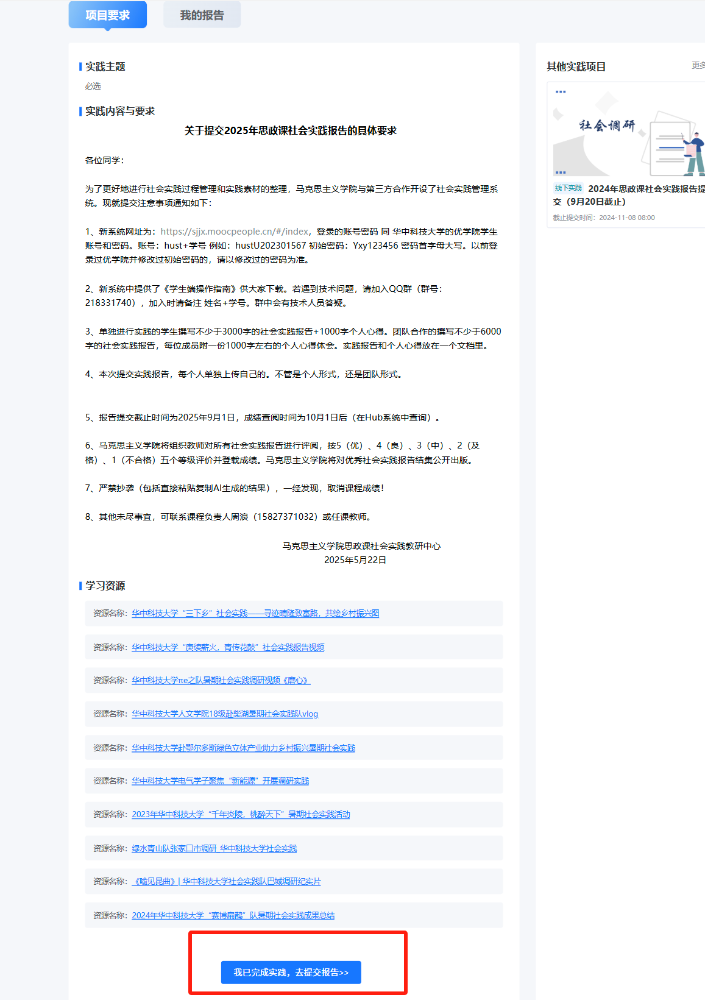 项目要求
我的报告
实践主题
必选
实践内容与要求
关于提交2025年思政课社会实践报告的具体要求
各位同学：
为了更好地进行社会实践过程管理和实践素材的整理，马克思主义学院与第三方合作开设了社会实践管理系
统。现就提交注意事项通知如下：
1、新系统网址为：https://sjjx.moocpeople.cn/#/index，登录的账号密码 同 华中科技大学的优学院学生
账号和密码。账号：hust+学号 例如：hustU202301567 初始密码：Yxy123456 密码首字母大写。以前登
录过优学院并修改过初始密码的，请以修改过的密码为准。
2、新系统中提供了《学生端操作指南》供大家下载。若遇到技术问题，请加入QQ群（群号：
218331740），加入时请备注 姓名+学号。群中会有技术人员答疑。
3、单独进行实践的学生撰写不少于3000字的社会实践报告+1000字个人心得。团队合作的撰写不少于6000
字的社会实践报告，每位成员附一份1000字左右的个人心得体会。实践报告和个人心得放在一个文档里。
4、本次提交实践报告，每个人单独上传自己的。不管是个人形式，还是团队形式。
5、报告提交截止时间为2025年9月1日，成绩查阅时间为10月1日后（在Hub系统中查询）。
6、马克思主义学院将组织教师对所有社会实践报告进行评阅，按5（优）、4（良）、3（中）、2（及
格）、1（不合格）五个等级评价并登载成绩。马克思主义学院将对优秀社会实践报告结集公开出版。
7、严禁抄袭（包括直接粘贴复制AI生成的结果），一经发现，取消课程成绩！
8、其他未尽事宜，可联系课程负责人周浪（15827371032）或任课教师。
马克思主义学院思政课社会实践教研中心
2025年5月22日
学习资源
资源名称：华中科技大学“三下乡”社会实践——寻迹晴隆致富路，共绘乡村振兴图
资源名称：华中科技大学“庚续薪火，青传花鼓”社会实践报告视频
资源名称：华中科技大学πe之队暑期社会实践调研视频《磨心》
资源名称：华中科技大学人文学院18级赴柴湖暑期社会实践队vlog
资源名称：华中科技大学赴鄂尔多斯绿色立体产业助力乡村振兴暑期社会实践
资源名称：华中科技大学电气学子聚焦“新能源”开展调研实践
资源名称：2023年华中科技大学“千年炎陵，桃醉天下”暑期社会实践活动
资源名称：绿水青山队张家口市调研_华中科技大学社会实践
资源名称：《喻见昆曲》| 华中科技大学社会实践队巴城调研纪实片
资源名称：2024年华中科技大学“赛博扁鹊”队暑期社会实践成果总结
我已完成实践，去提交报告>>
其他实践项目
更多
社会调研
线下实践 2024年思政课社会实践报告提
交（9月20日截止）
截止提交时间：2024-11-08 08:00